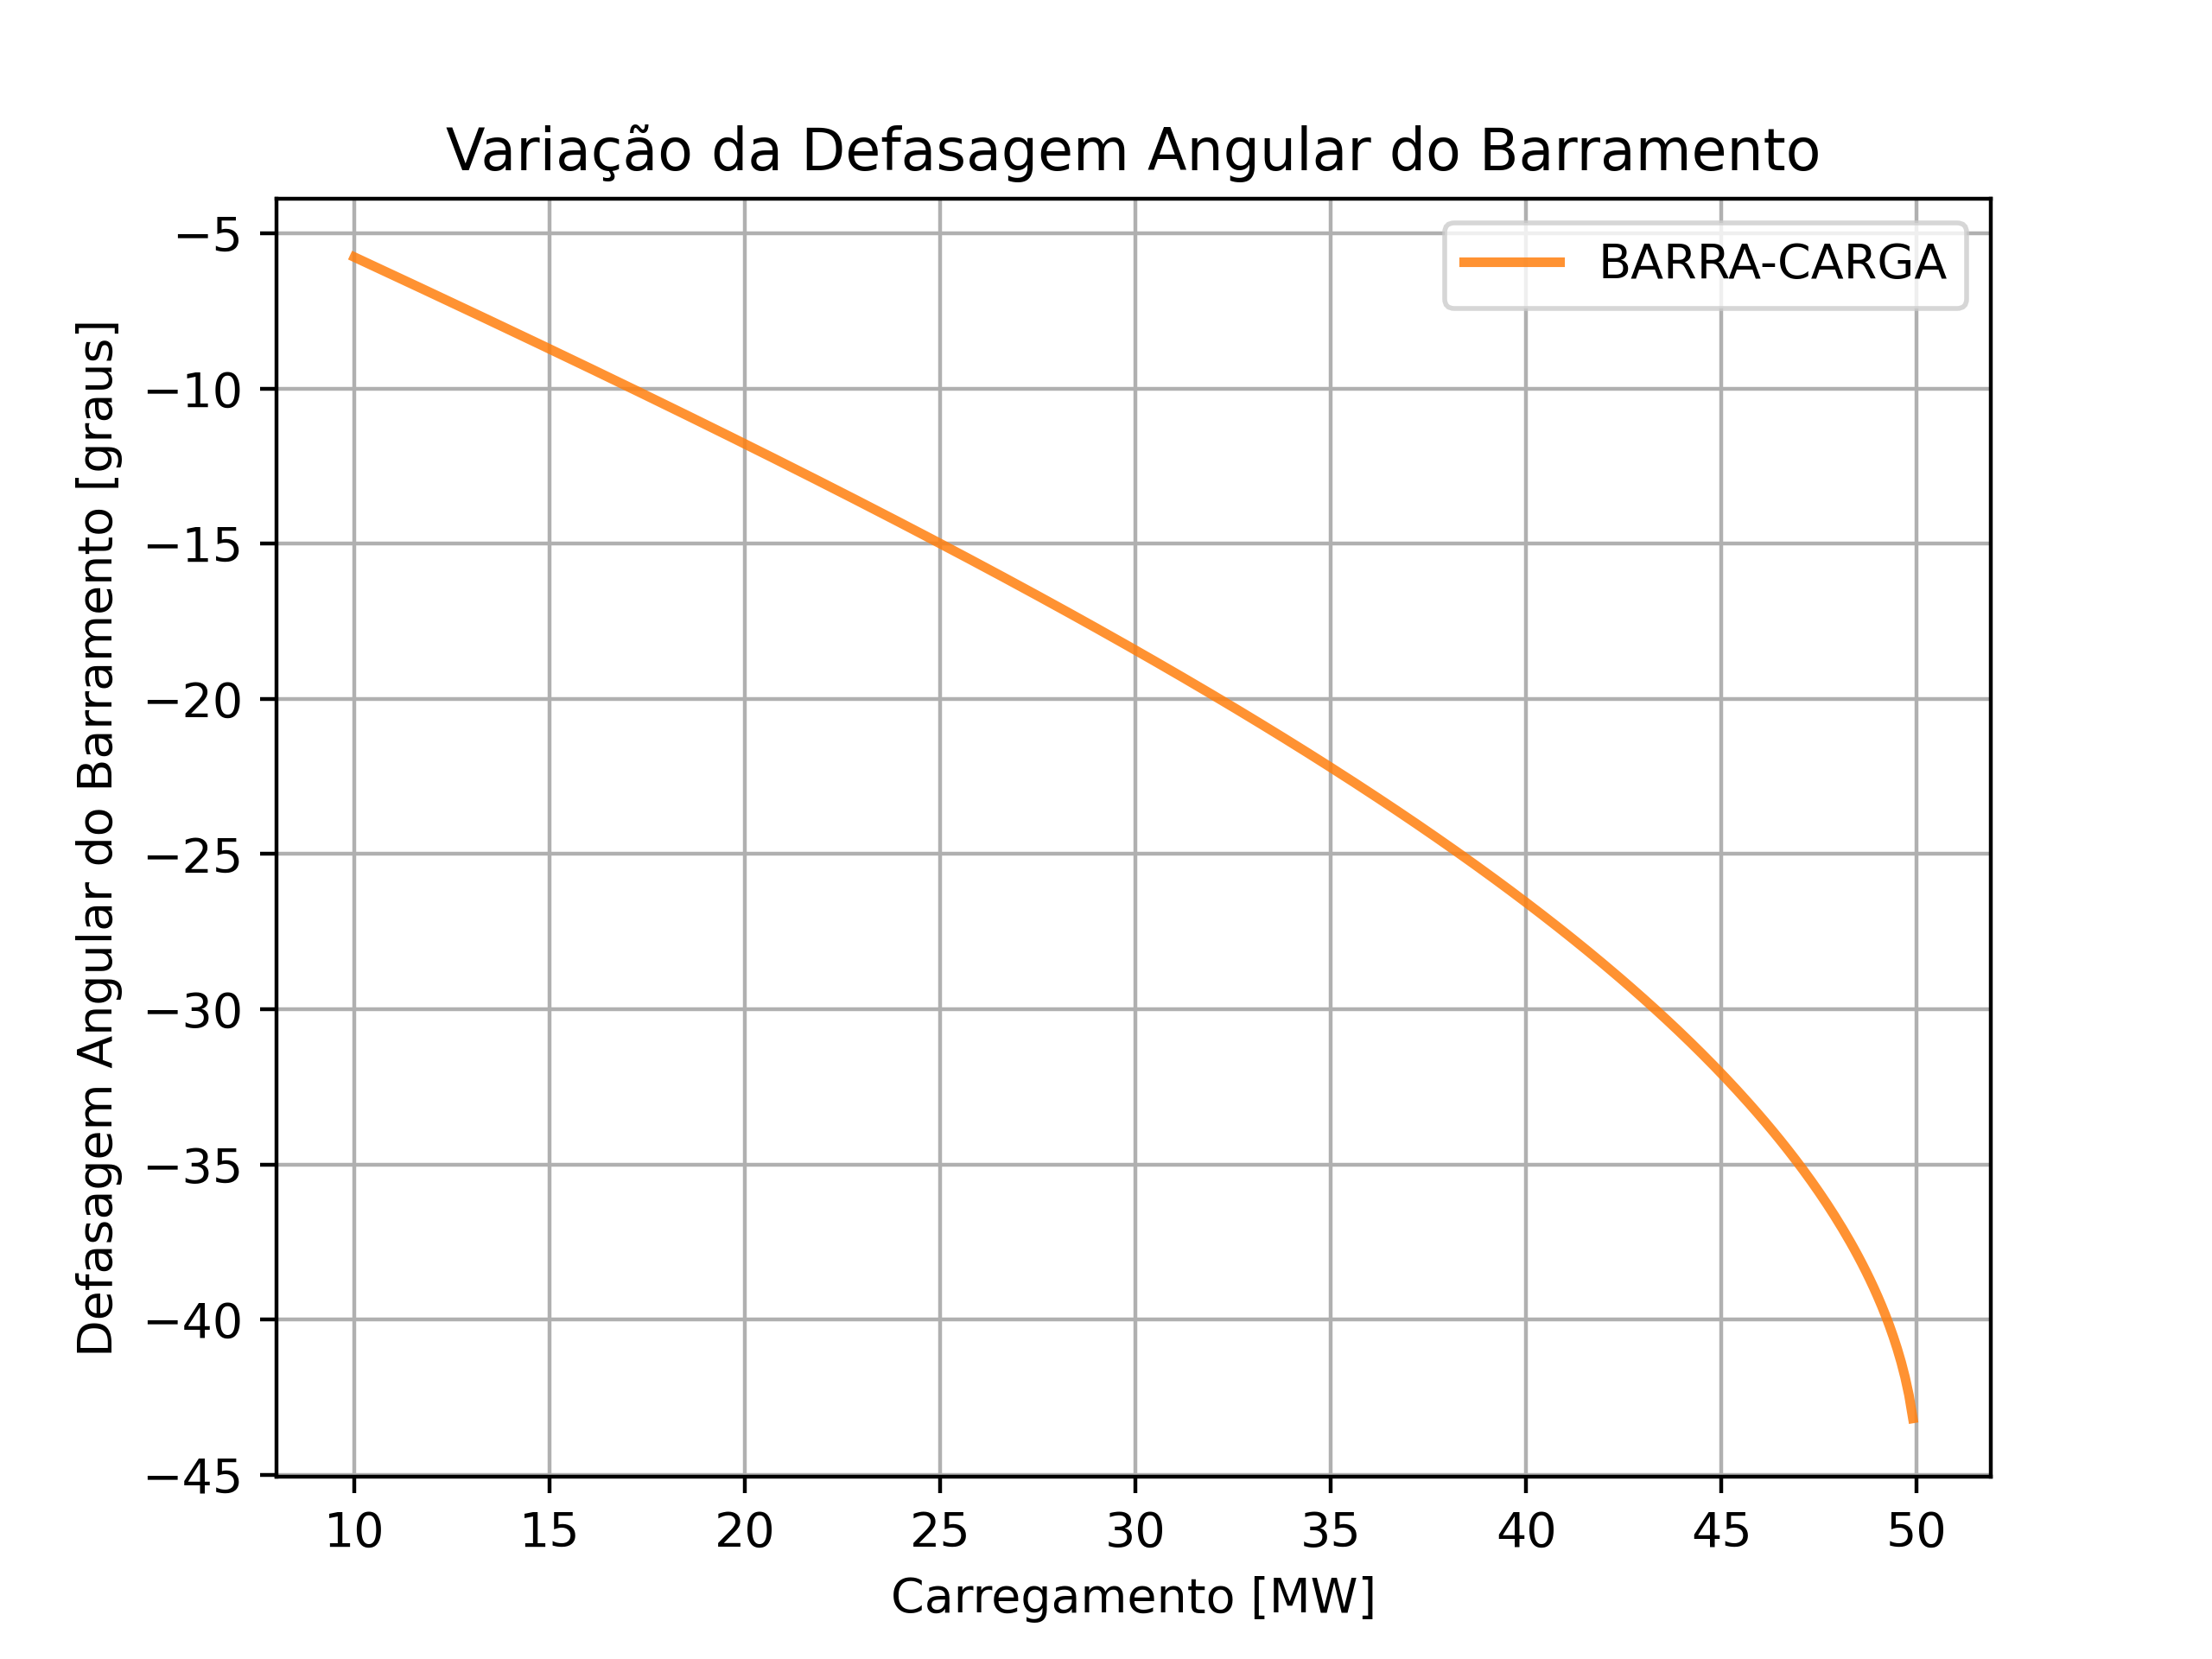 Variação da Defasagem Angular do Barramento
BARRA-CARGA
Defasagem Angular do Barramento [graus]
−5
−10
−15
−20
−25
−30
−35
−40
−45
10 15 20 25 30 35 40 45 50
Carregamento [MW]